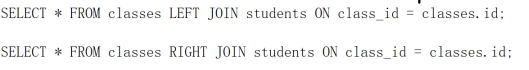 SELECT * FROM classes LEFT JOIN students ON class_id = classes.id;
SELECT * FROM classes RIGHT JOIN students ON class_id = classes.id;